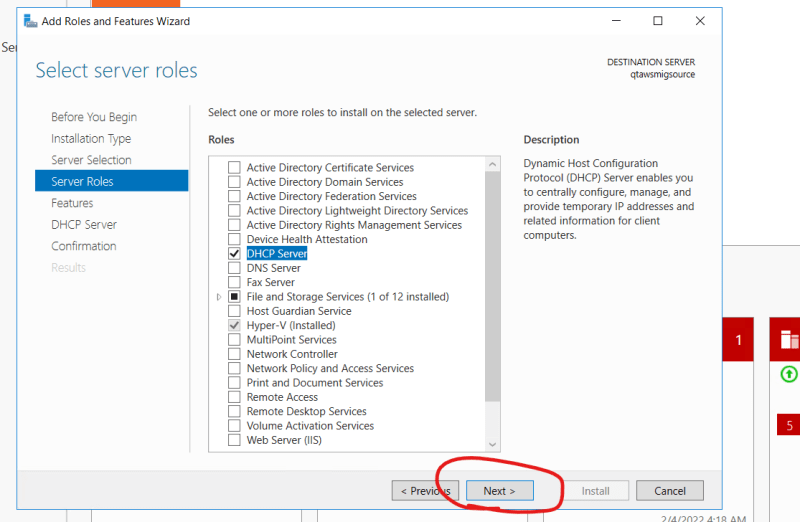 Add Roles and Features Wizard
Select server roles
DESTINATION SERVER
qtawsmigsource
Before You Begin
Installation Type
Server Selection
Server Roles
Features
DHCP Server
Confirmation
Results
Select one or more roles to install on the selected server.
Roles
Active Directory Certificate Services
Active Directory Domain Services
Active Directory Federation Services
Active Directory Lightweight Directory Services
Active Directory Rights Management Services
Device Health Attestation
DHCP Server
DNS Server
Fax Server
File and Storage Services (1 of 12 installed)
Host Guardian Service
Hyper-V (Installed)
MultiPoint Services
Network Controller
Network Policy and Access Services
Print and Document Services
Remote Access
Remote Desktop Services
Volume Activation Services
Web Server (IIS)
Description
Dynamic Host Configuration
Protocol (DHCP) Server enables you
to centrally configure, manage, and
provide temporary IP addresses and
related information for client
computers.
1
5
< Previous
Next >
Install
Cancel
2/4/2022 4:18 AM